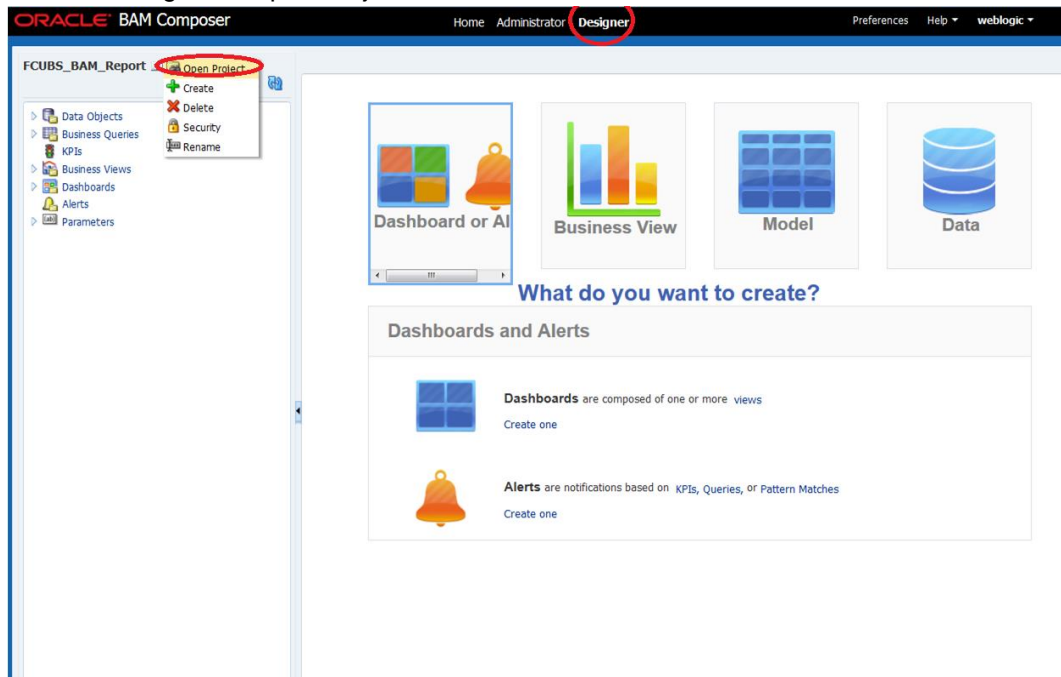 ORACLE BAM Composer Home Administrator Designer Preferences Help weblogic
FCUBS_BAM_Report
Open Project
Create
Delete
Security
Rename
Data Objects
Business Queries
KPIs
Business Views
Dashboards
Alerts
Parameters
Dashboard or Al
Business View
Model
Data
What do you want to create?
Dashboards and Alerts
Dashboards are composed of one or more views
Create one
Alerts are notifications based on KPIs, Queries, or Pattern Matches
Create one